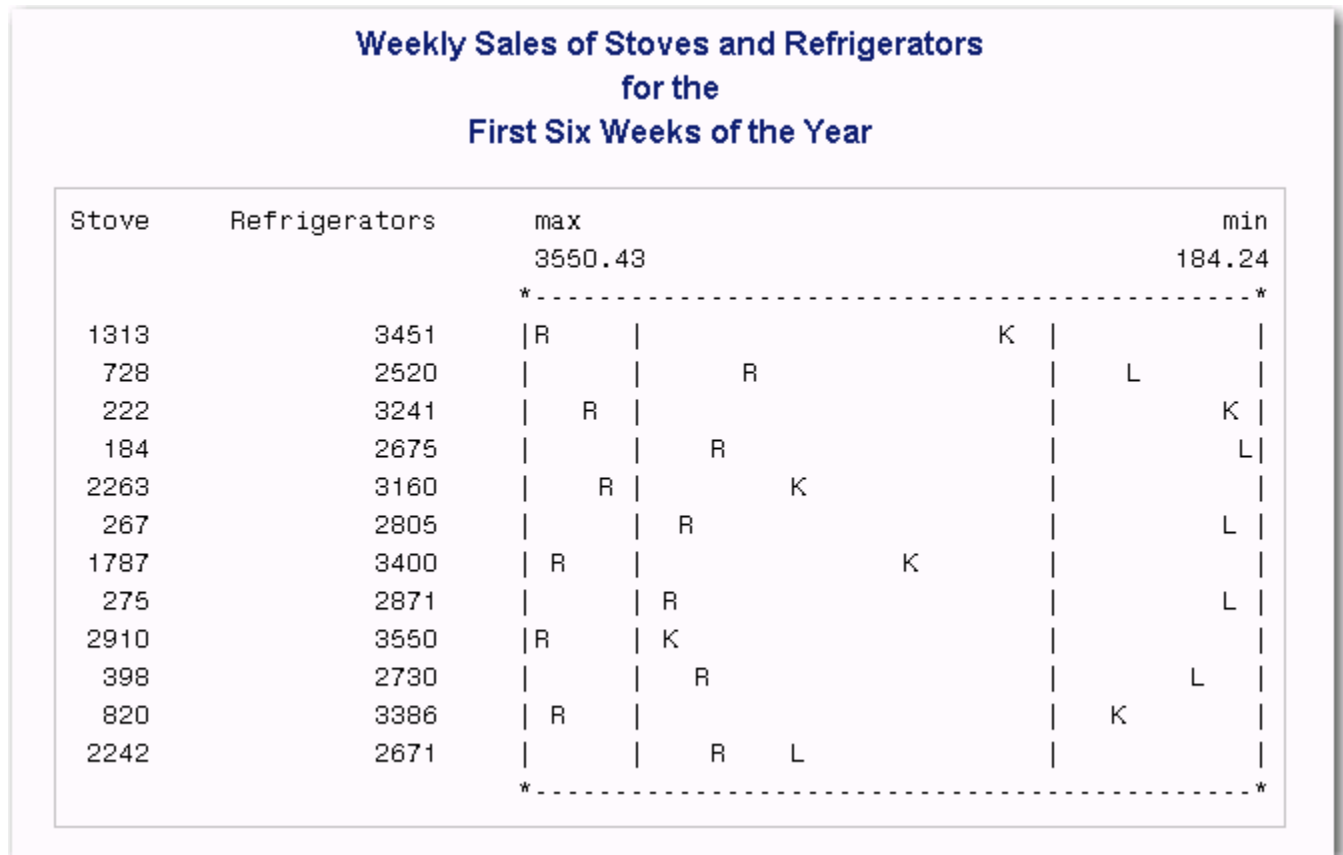 Weekly Sales of Stoves and Refrigerators
for the
First Six Weeks of the Year
Stove Refrigerators max min
3550.43 184.24
*----------------------------------------------*
1313 3451 |R | K | |
728 2520 | | R | L |
222 3241 | R | | K |
184 2675 | | R | L|
2263 3160 | R | K | |
267 2805 | | R | L |
1787 3400 | R | K | |
275 2871 | | R | L |
2910 3550 |R | K | |
398 2730 | | R | L |
820 3386 | R | | K |
2242 2671 | | R L | |
*----------------------------------------------*